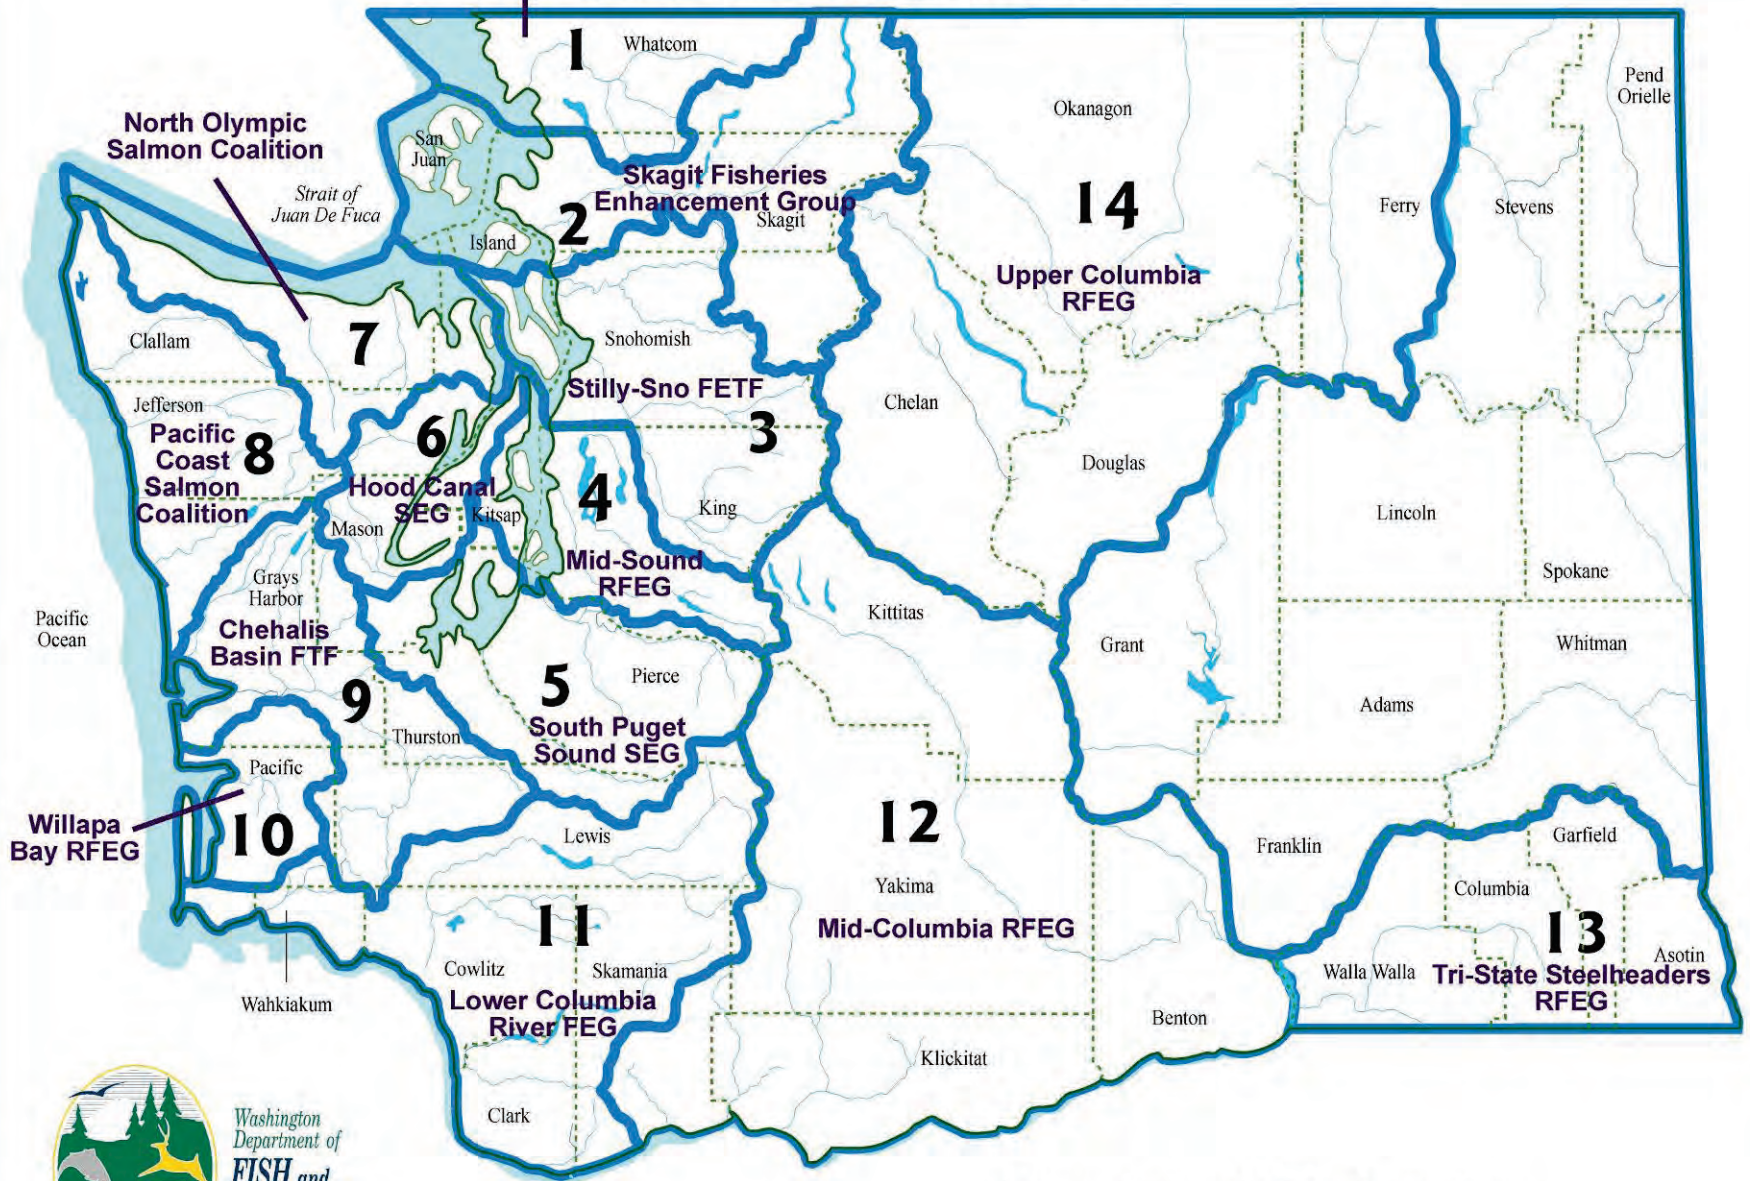 1
Whatcom
Pend
Orielle
Okanagon
North Olympic
Salmon Coalition
San
Juan
Strait of
Juan De Fuca
Skagit Fisheries
Enhancement Group
Skagit
2
Island
14
Upper Columbia
RFEG
Ferry
Stevens
Clallam
7
Snohomish
Stilly-Sno FETF
3
Chelan
Jefferson
Pacific
Coast
Salmon
Coalition
8
6
Hood Canal
SEG
Kitsap
Mason
4
King
Mid-Sound
RFEG
Douglas
Lincoln
Spokane
Grays
Harbor
Chehalis
Basin FTF
Pacific
Ocean
Kittitas
Grant
Whitman
9
5
Pierce
South Puget
Sound SEG
Thurston
Adams
Pacific
Willapa
Bay RFEG
10
Lewis
12
Yakima
Mid-Columbia RFEG
Franklin
Garfield
Columbia
13
Walla Walla
Tri-State Steelheaders
RFEG
Asotin
11
Cowlitz
Skamania
Lower Columbia
River FEG
Wahkiakum
Benton
Klickitat
Clark
Washington
Department of
FISH and